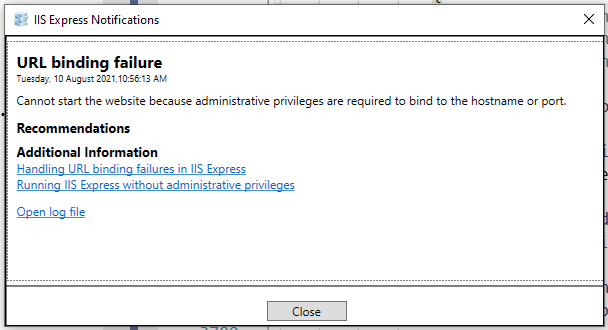 IIS Express Notifications
URL binding failure
Tuesday, 10 August 2021,10:56:13 AM
Cannot start the website because administrative privileges are required to bind to the hostname or port.
Recommendations
Additional Information
Handling URL binding failures in IIS Express
Running IIS Express without administrative privileges
Open log file
Close